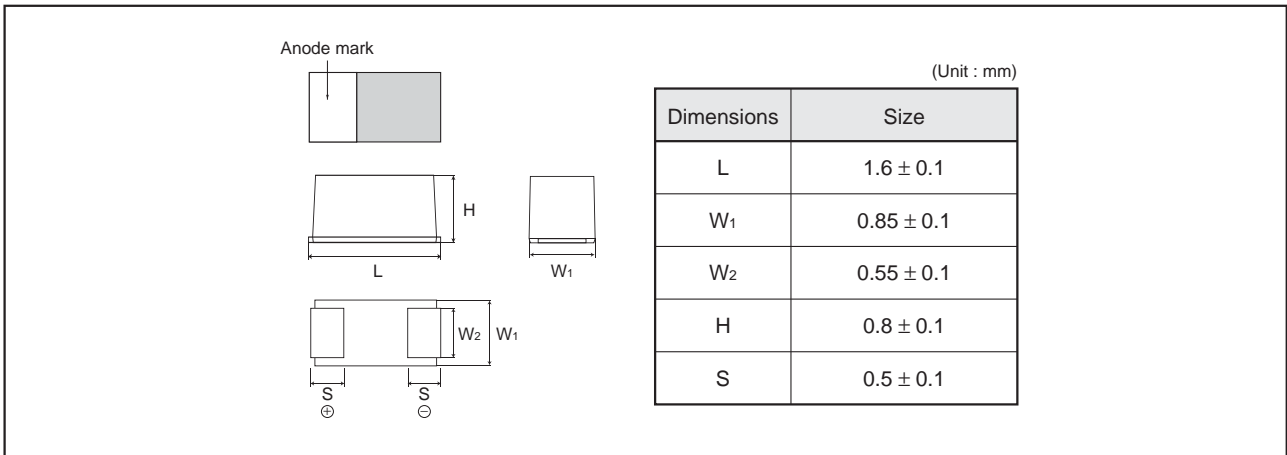 Anode mark
H
L
W1
W2
W1
S
⊕
S
⊖
(Unit : mm)
Dimensions Size
L 1.6 ± 0.1
W1 0.85 ± 0.1
W2 0.55 ± 0.1
H 0.8 ± 0.1
S 0.5 ± 0.1